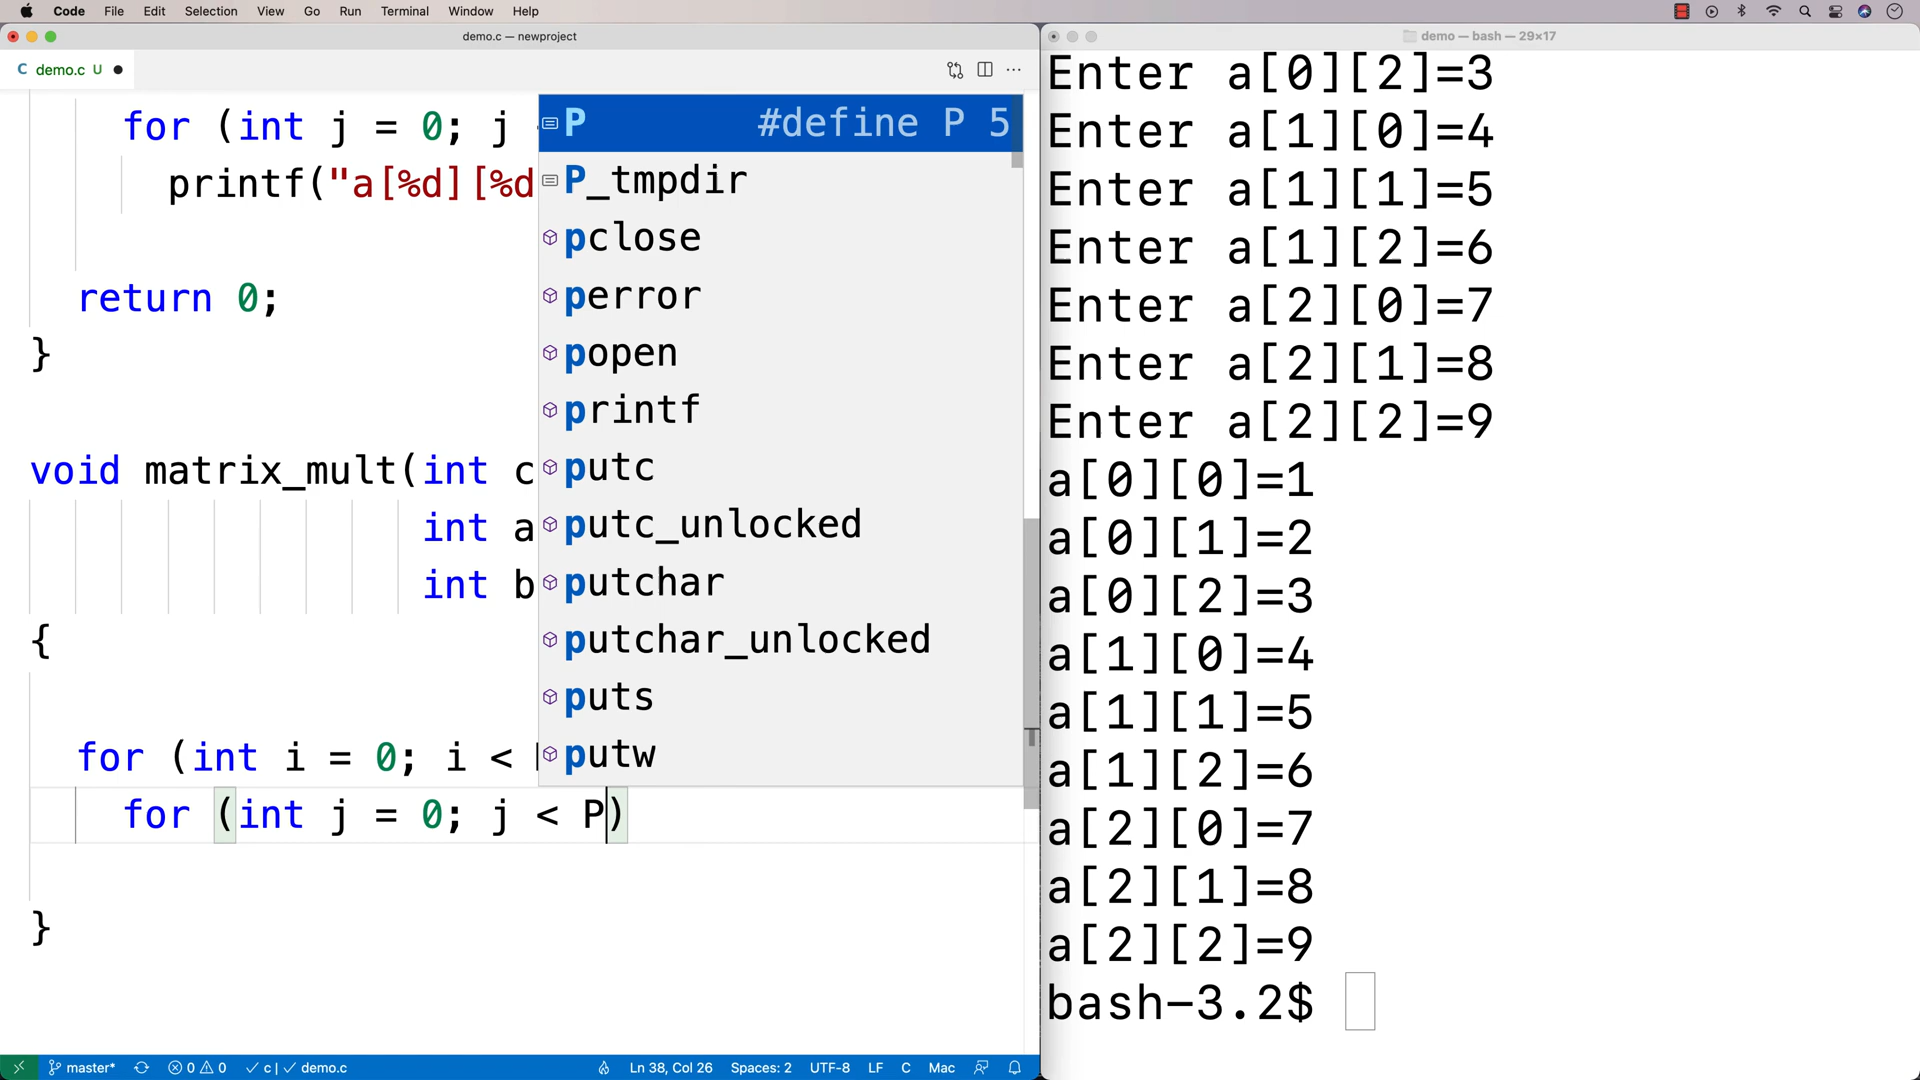 Code File Edit Selection View Go Run Terminal Window Help
demo.c — newproject
C demo.c U
for (int j = 0; j
printf("a[%d][%d
return 0;
}
void matrix_mult(int c
int a
int b
{
for (int i = 0; i <
for (int j = 0; j < P)
}
P #define P 5
P_tmpdir
pclose
perror
popen
printf
putc
putc_unlocked
putchar
putchar_unlocked
puts
putw
master* 0 0 c | demo.c Ln 38, Col 26 Spaces: 2 UTF-8 LF C Mac
demo — bash — 29×17
Enter a[0][2]=3
Enter a[1][0]=4
Enter a[1][1]=5
Enter a[1][2]=6
Enter a[2][0]=7
Enter a[2][1]=8
Enter a[2][2]=9
a[0][0]=1
a[0][1]=2
a[0][2]=3
a[1][0]=4
a[1][1]=5
a[1][2]=6
a[2][0]=7
a[2][1]=8
a[2][2]=9
bash-3.2$